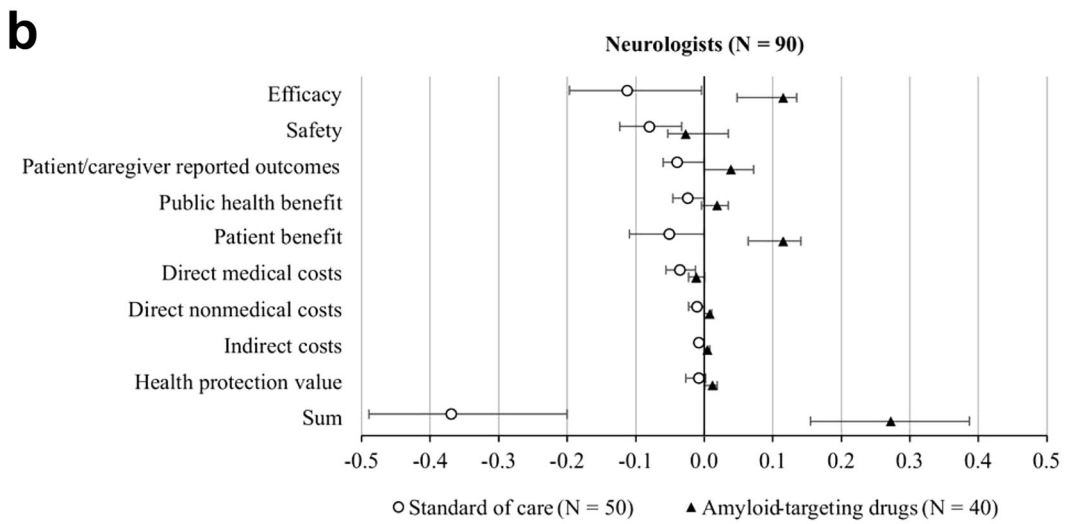 b
Neurologists (N = 90)
Efficacy
Safety
Patient/caregiver reported outcomes
Public health benefit
Patient benefit
Direct medical costs
Direct nonmedical costs
Indirect costs
Health protection value
Sum
-0.5 -0.4 -0.3 -0.2 -0.1 0.0 0.1 0.2 0.3 0.4 0.5
Standard of care (N = 50) Amyloid-targeting drugs (N = 40)